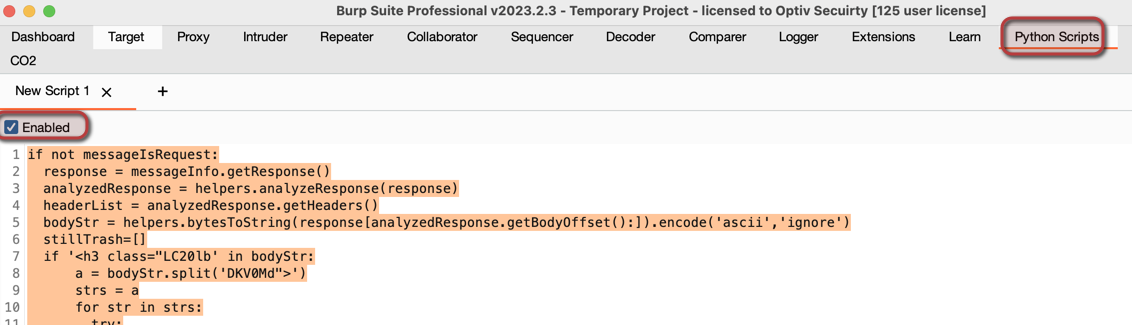 Burp Suite Professional v2023.2.3 - Temporary Project - licensed to Optiv Secuirty [125 user license]
Dashboard Target Proxy Intruder Repeater Collaborator Sequencer Decoder Comparer Logger Extensions Learn Python Scripts
CO2
New Script 1 × +
Enabled
1 if not messageIsRequest:
2   response = messageInfo.getResponse()
3   analyzedResponse = helpers.analyzeResponse(response)
4   headerList = analyzedResponse.getHeaders()
5   bodyStr = helpers.bytesToString(response[analyzedResponse.getBodyOffset():]).encode('ascii','ignore')
6   stillTrash=[]
7   if '<h3 class="LC20lb' in bodyStr:
8      a = bodyStr.split('DKV0Md">')
9      strs = a
10      for str in strs:
11        try: